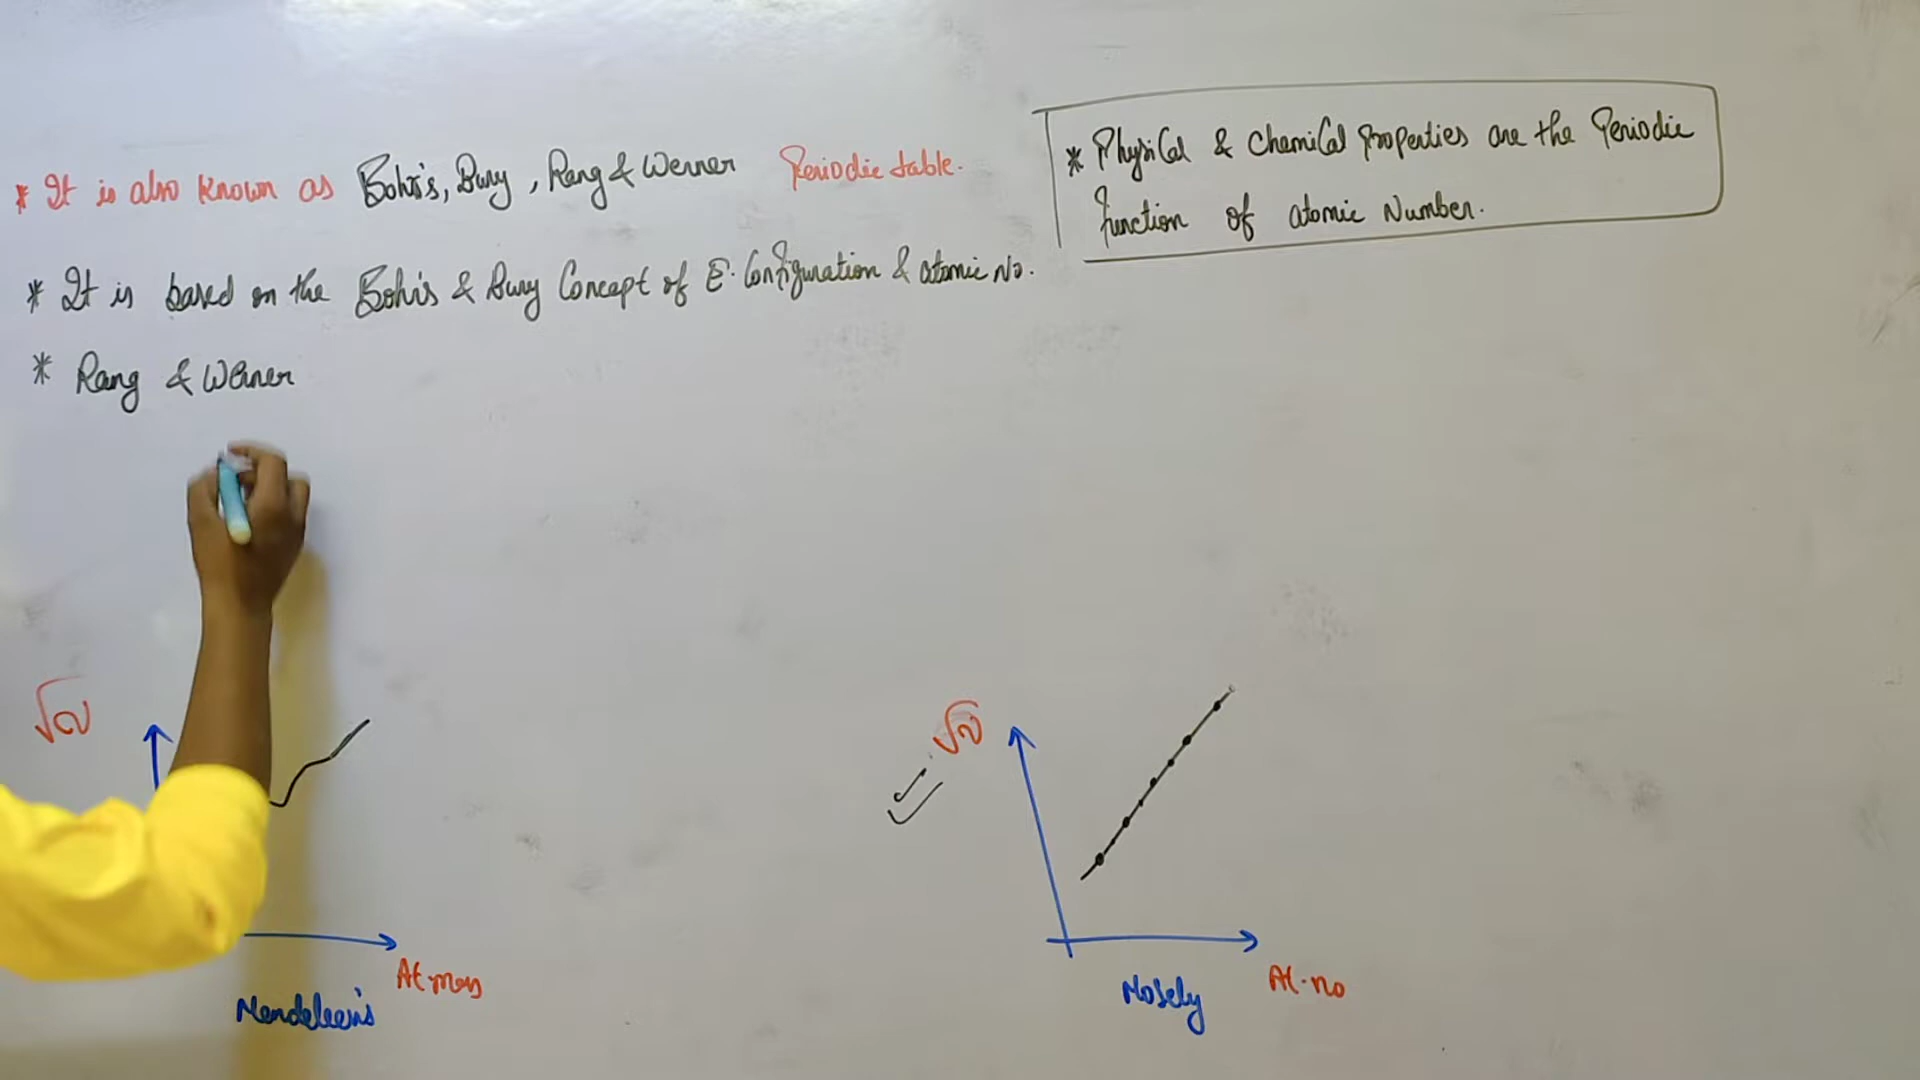 * It is also known as Bohr's, Bury, Rang & Werner Periodic table.
* It is based on the Bohr's & Bury Concept of E. Configuration & atomic No.
* Rang & Werner
* Physical & Chemical Properties are the Periodic
function of atomic Number.
√ν
At. mass
Mendeleev's
√ν
At. no
Mosely